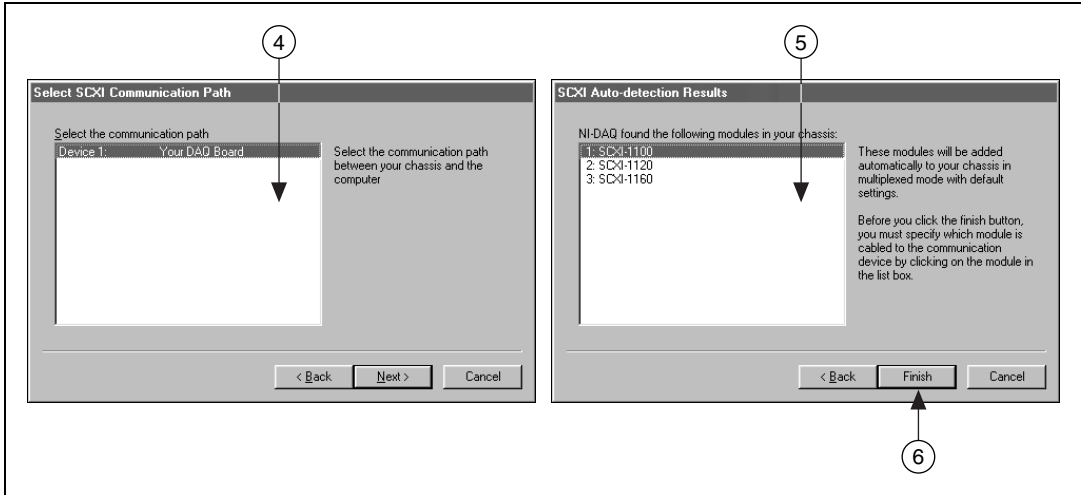 4
Select SCXI Communication Path
Select the communication path
Device 1: Your DAQ Board
Select the communication path
between your chassis and the
computer
< Back
Next >
Cancel
5
SCXI Auto-detection Results
NI-DAQ found the following modules in your chassis:
1: SCXI-1100
2: SCXI-1120
3: SCXI-1160
These modules will be added
automatically to your chassis in
multiplexed mode with default
settings.
Before you click the finish button,
you must specify which module is
cabled to the communication
device by clicking on the module in
the list box.
< Back
Finish
Cancel
6